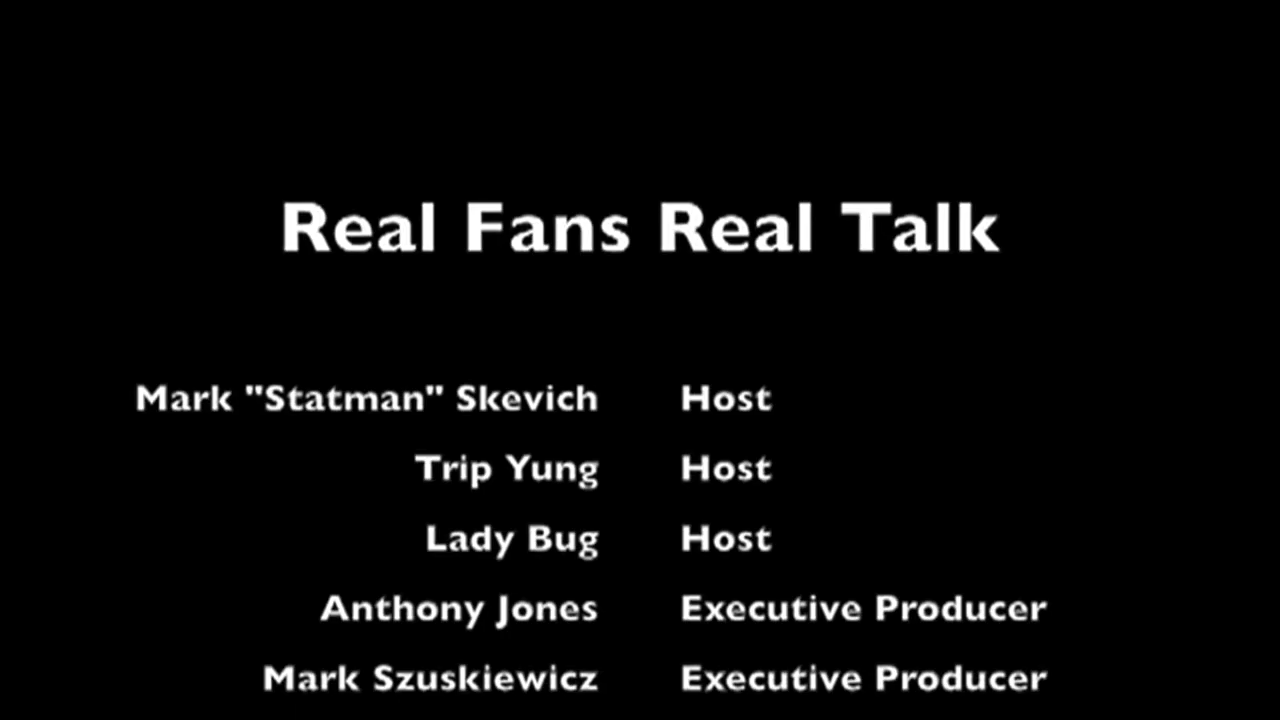 Real Fans Real Talk
Mark "Statman" Skevich Host
Trip Yung Host
Lady Bug Host
Anthony Jones Executive Producer
Mark Szuskiewicz Executive Producer